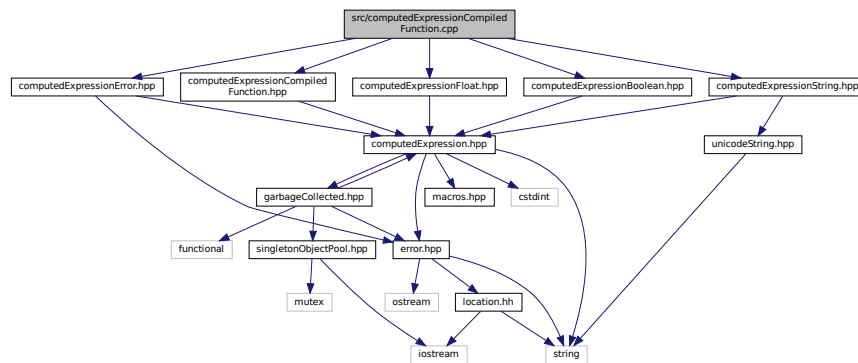 src/computedExpressionCompiled
Function.cpp
computedExpressionError.hpp
computedExpressionCompiled
Function.hpp
computedExpressionFloat.hpp
computedExpressionBoolean.hpp
computedExpressionString.hpp
computedExpression.hpp
unicodeString.hpp
garbageCollected.hpp
macros.hpp
cstdint
functional
singletonObjectPool.hpp
error.hpp
mutex
ostream
location.hh
iostream
string